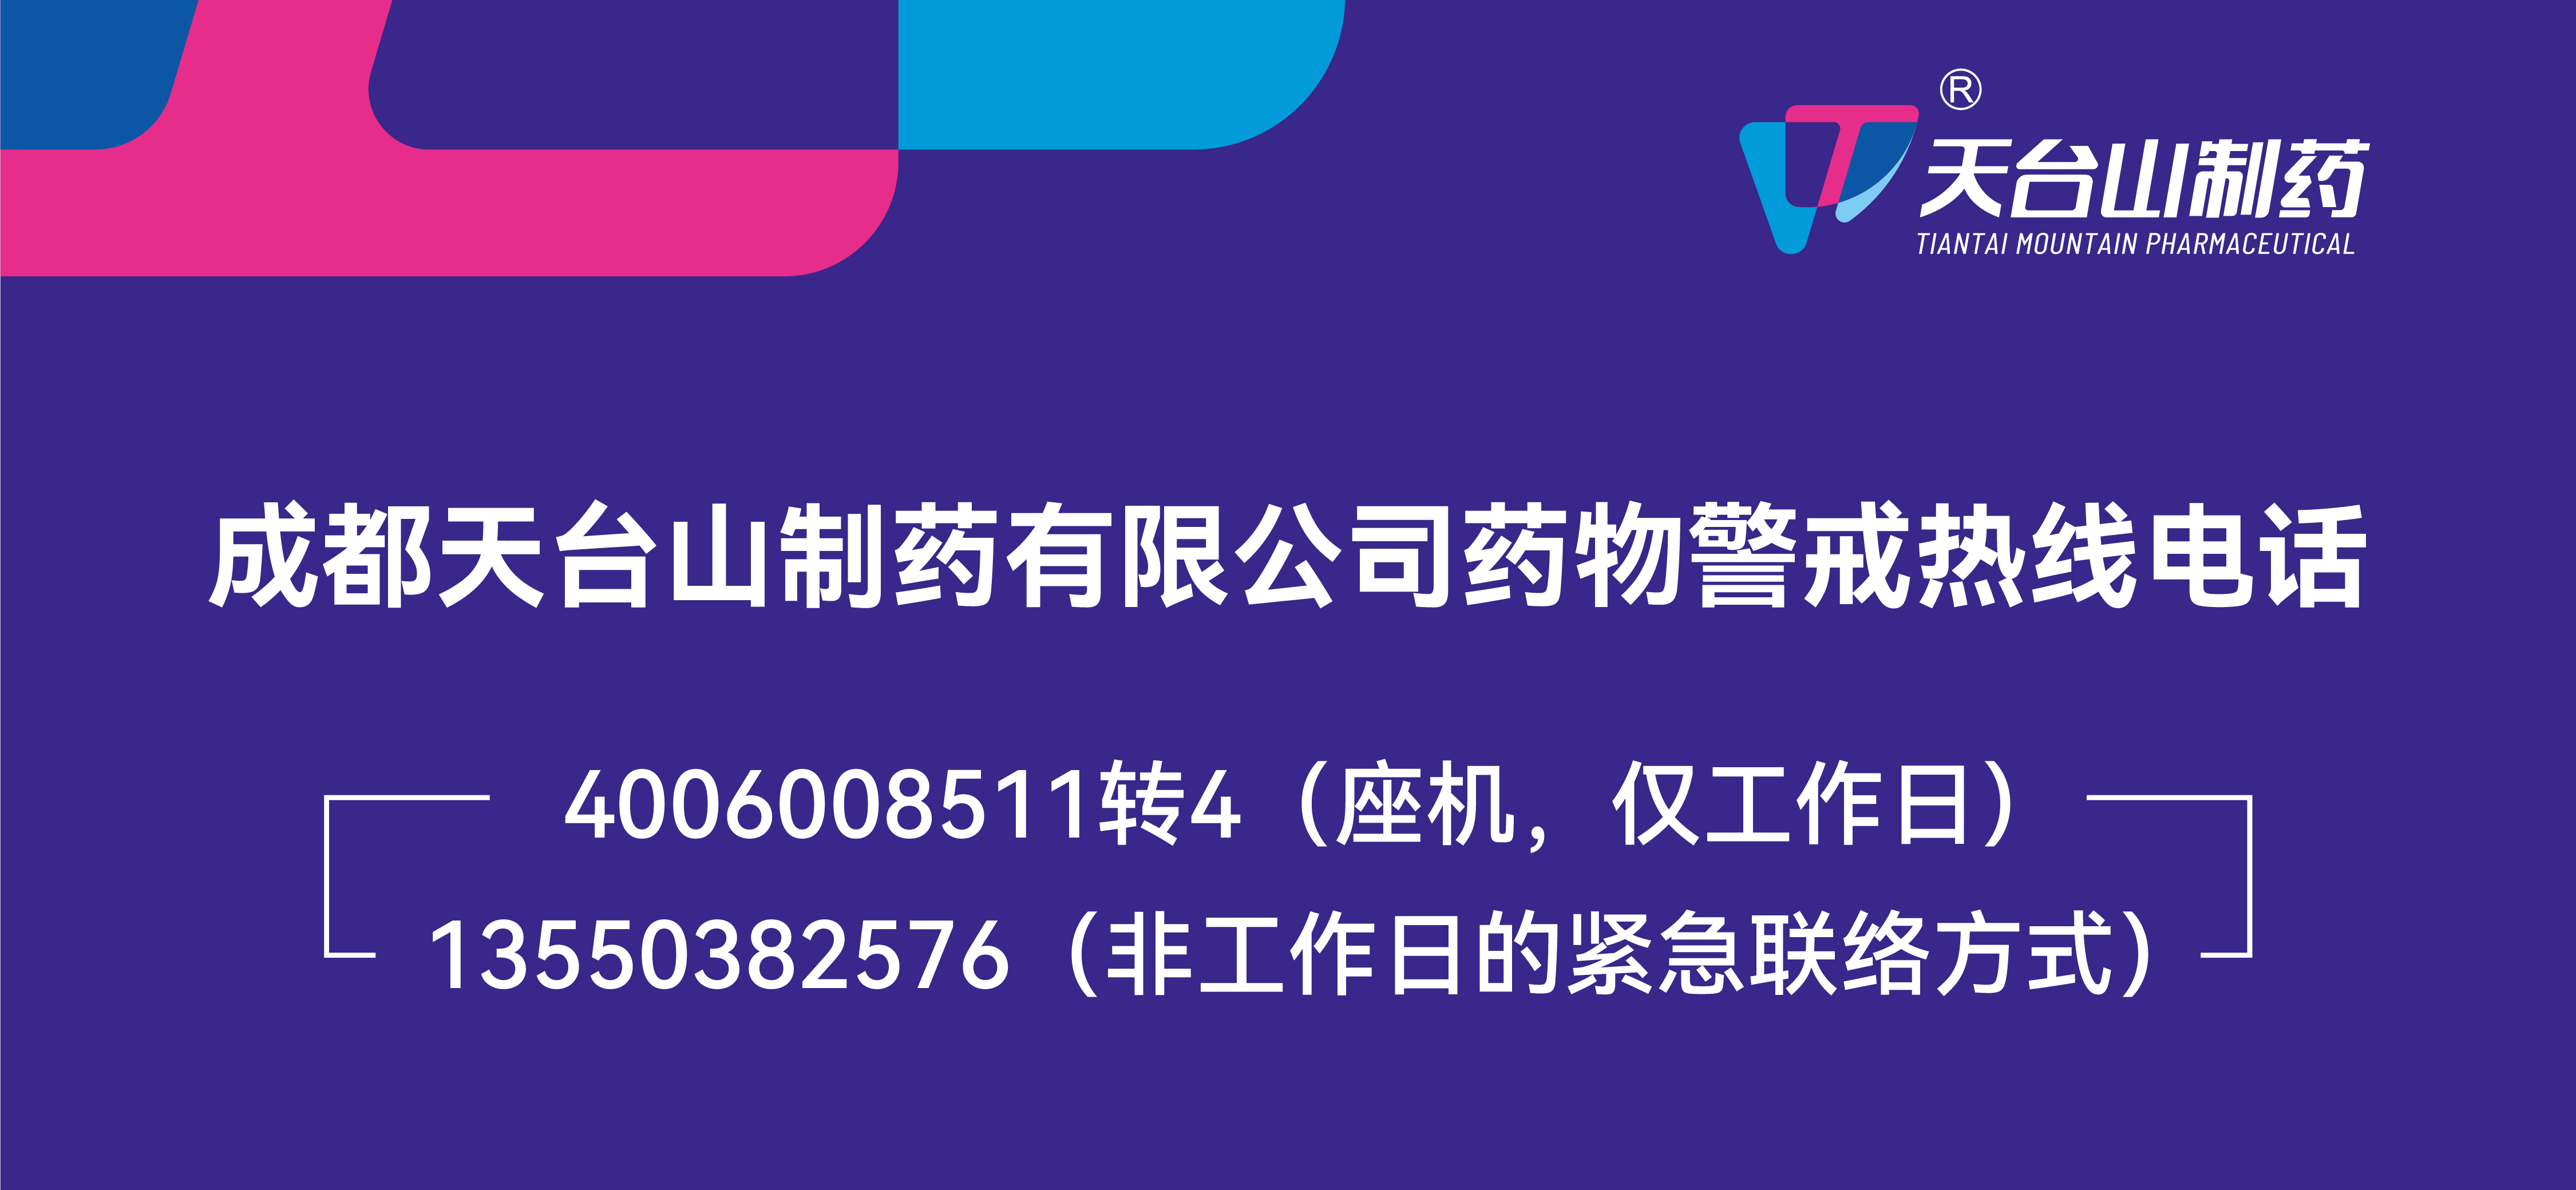 ®
天台山制药
TIANTAI MOUNTAIN PHARMACEUTICAL
成都天台山制药有限公司药物警戒热线电话
4006008511转4（座机，仅工作日）
13550382576（非工作日的紧急联络方式）